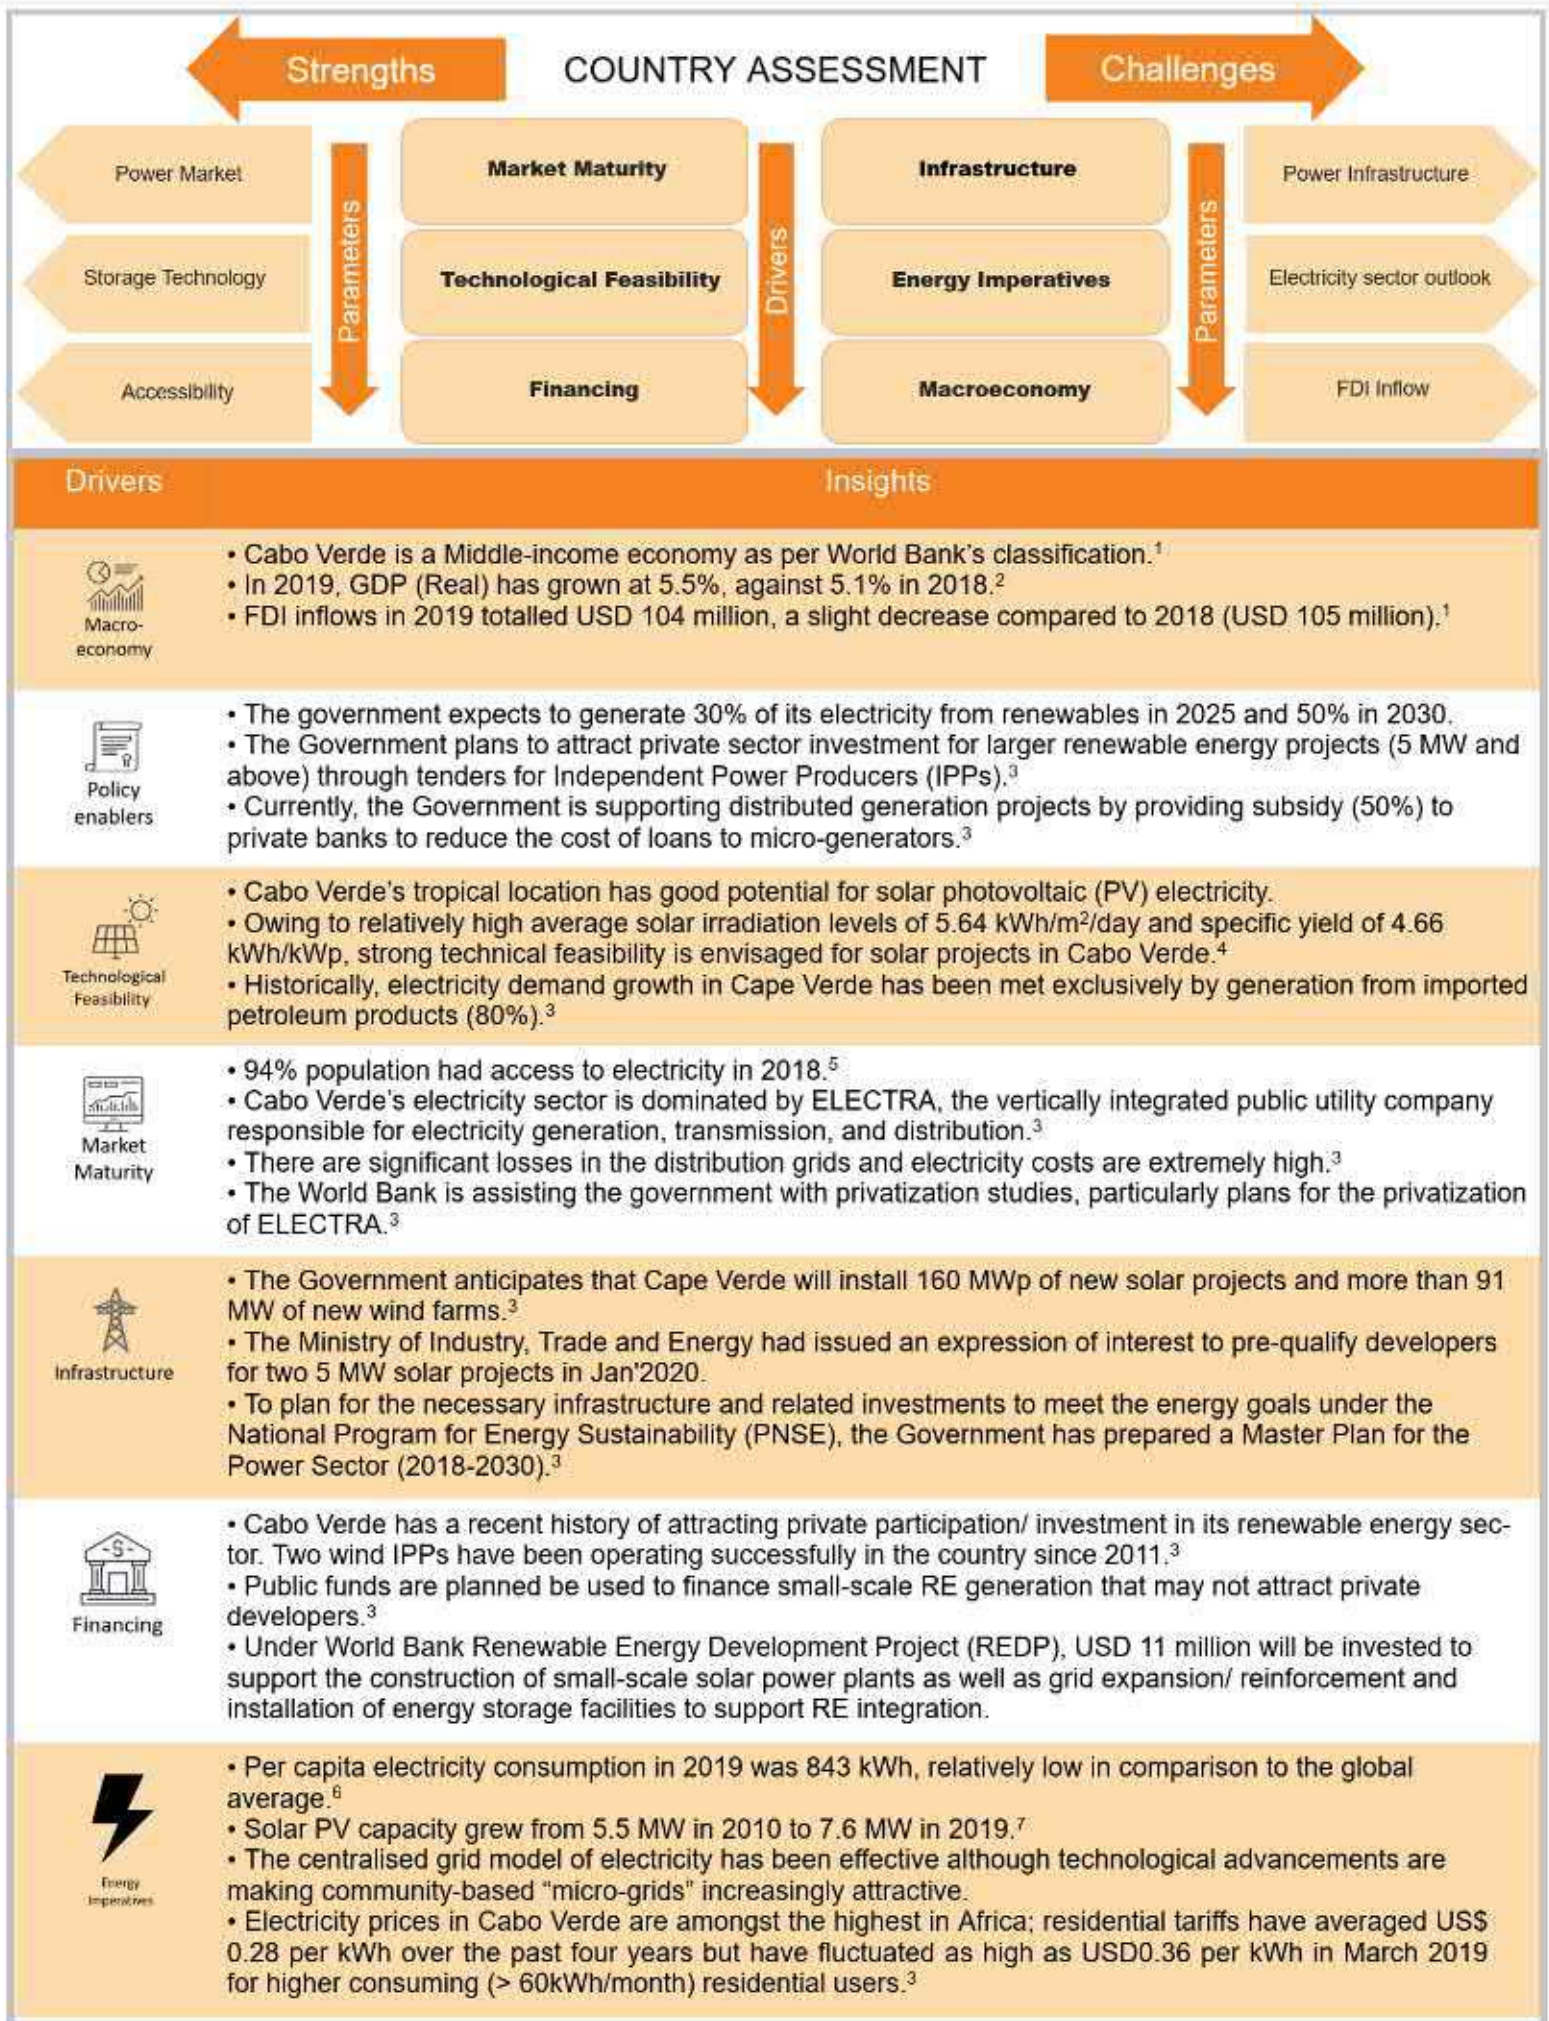 Strengths
COUNTRY ASSESSMENT
Challenges
Power Market
Parameters
Market Maturity
Drivers
Infrastructure
Parameters
Power Infrastructure
Storage Technology
Technological Feasibility
Energy Imperatives
Electricity sector outlook
Accessibility
Financing
Macroeconomy
FDI Inflow
Drivers
Insights
Macro-
economy
• Cabo Verde is a Middle-income economy as per World Bank's classification.¹
• In 2019, GDP (Real) has grown at 5.5%, against 5.1% in 2018.²
• FDI inflows in 2019 totalled USD 104 million, a slight decrease compared to 2018 (USD 105 million).¹
Policy
enablers
• The government expects to generate 30% of its electricity from renewables in 2025 and 50% in 2030.
• The Government plans to attract private sector investment for larger renewable energy projects (5 MW and
above) through tenders for Independent Power Producers (IPPs).³
• Currently, the Government is supporting distributed generation projects by providing subsidy (50%) to
private banks to reduce the cost of loans to micro-generators.³
Technological
Feasibility
• Cabo Verde's tropical location has good potential for solar photovoltaic (PV) electricity.
• Owing to relatively high average solar irradiation levels of 5.64 kWh/m²/day and specific yield of 4.66
kWh/kWp, strong technical feasibility is envisaged for solar projects in Cabo Verde.⁴
• Historically, electricity demand growth in Cape Verde has been met exclusively by generation from imported
petroleum products (80%).³
Market
Maturity
• 94% population had access to electricity in 2018.⁵
• Cabo Verde's electricity sector is dominated by ELECTRA, the vertically integrated public utility company
responsible for electricity generation, transmission, and distribution.³
• There are significant losses in the distribution grids and electricity costs are extremely high.³
• The World Bank is assisting the government with privatization studies, particularly plans for the privatization
of ELECTRA.³
Infrastructure
• The Government anticipates that Cape Verde will install 160 MWp of new solar projects and more than 91
MW of new wind farms.³
• The Ministry of Industry, Trade and Energy had issued an expression of interest to pre-qualify developers
for two 5 MW solar projects in Jan'2020.
• To plan for the necessary infrastructure and related investments to meet the energy goals under the
National Program for Energy Sustainability (PNSE), the Government has prepared a Master Plan for the
Power Sector (2018-2030).³
-$-
Financing
• Cabo Verde has a recent history of attracting private participation/ investment in its renewable energy sec-
tor. Two wind IPPs have been operating successfully in the country since 2011.³
• Public funds are planned be used to finance small-scale RE generation that may not attract private
developers.³
• Under World Bank Renewable Energy Development Project (REDP), USD 11 million will be invested to
support the construction of small-scale solar power plants as well as grid expansion/ reinforcement and
installation of energy storage facilities to support RE integration.
Energy
Imperatives
• Per capita electricity consumption in 2019 was 843 kWh, relatively low in comparison to the global
average.⁶
• Solar PV capacity grew from 5.5 MW in 2010 to 7.6 MW in 2019.⁷
• The centralised grid model of electricity has been effective although technological advancements are
making community-based "micro-grids" increasingly attractive.
• Electricity prices in Cabo Verde are amongst the highest in Africa; residential tariffs have averaged US$
0.28 per kWh over the past four years but have fluctuated as high as USD0.36 per kWh in March 2019
for higher consuming (> 60kWh/month) residential users.³